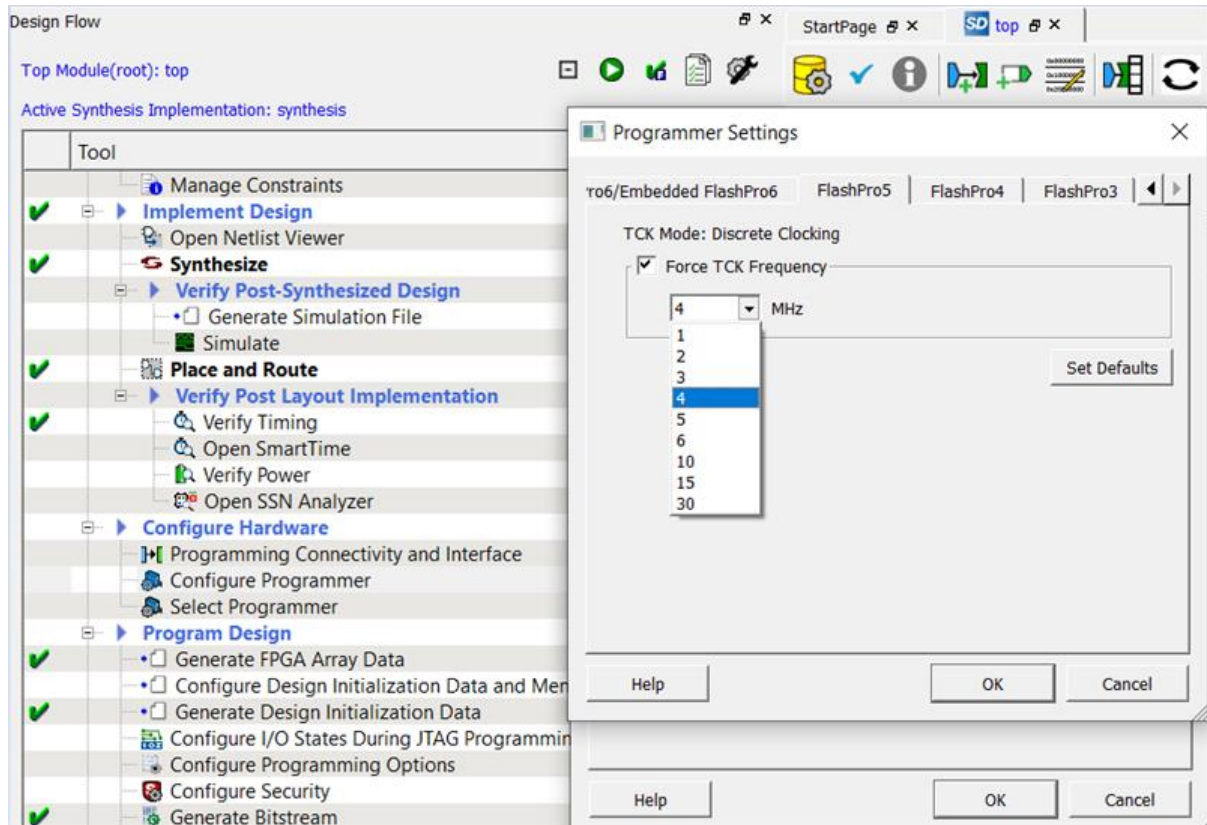 Design Flow
StartPage
SD top
Top Module(root): top
Active Synthesis Implementation: synthesis
Tool
Manage Constraints
Implement Design
Open Netlist Viewer
Synthesize
Verify Post-Synthesized Design
Generate Simulation File
Simulate
Place and Route
Verify Post Layout Implementation
Verify Timing
Open SmartTime
Verify Power
Open SSN Analyzer
Configure Hardware
Programming Connectivity and Interface
Configure Programmer
Select Programmer
Program Design
Generate FPGA Array Data
Configure Design Initialization Data and Mem
Generate Design Initialization Data
Configure I/O States During JTAG Programmin
Configure Programming Options
Configure Security
Generate Bitstream
Programmer Settings
ro6/Embedded FlashPro6 FlashPro5 FlashPro4 FlashPro3
TCK Mode: Discrete Clocking
Force TCK Frequency
4 MHz
1
2
3
4
5
6
10
15
30
Set Defaults
Help OK Cancel
Help OK Cancel